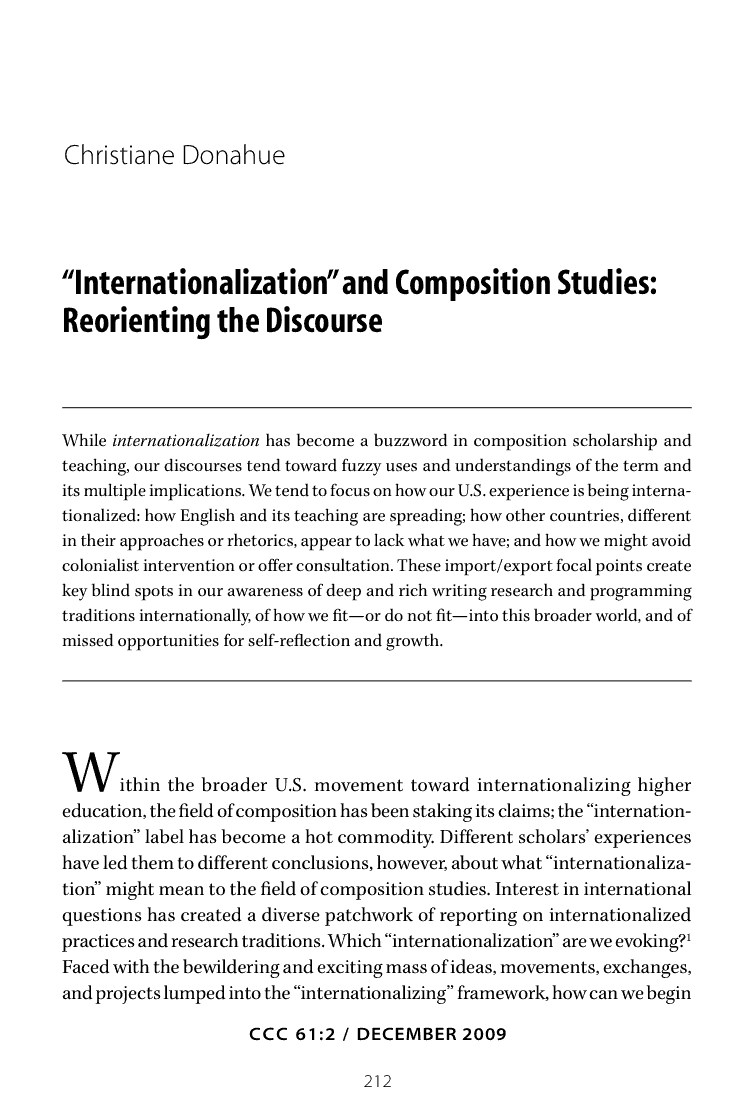 Christiane Donahue
“Internationalization” and Composition Studies:
Reorienting the Discourse
While internationalization has become a buzzword in composition scholarship and
teaching, our discourses tend toward fuzzy uses and understandings of the term and
its multiple implications. We tend to focus on how our U.S. experience is being interna-
tionalized: how English and its teaching are spreading; how other countries, different
in their approaches or rhetorics, appear to lack what we have; and how we might avoid
colonialist intervention or offer consultation. These import/export focal points create
key blind spots in our awareness of deep and rich writing research and programming
traditions internationally, of how we fit—or do not fit—into this broader world, and of
missed opportunities for self-reflection and growth.
Within the broader U.S. movement toward internationalizing higher
education, the field of composition has been staking its claims; the “internation-
alization” label has become a hot commodity. Different scholars’ experiences
have led them to different conclusions, however, about what “internationaliza-
tion” might mean to the field of composition studies. Interest in international
questions has created a diverse patchwork of reporting on internationalized
practices and research traditions. Which “internationalization” are we evoking?1
Faced with the bewildering and exciting mass of ideas, movements, exchanges,
and projects lumped into the “internationalizing” framework, how can we begin
CCC 61:2 / DECEMBER 2009
212